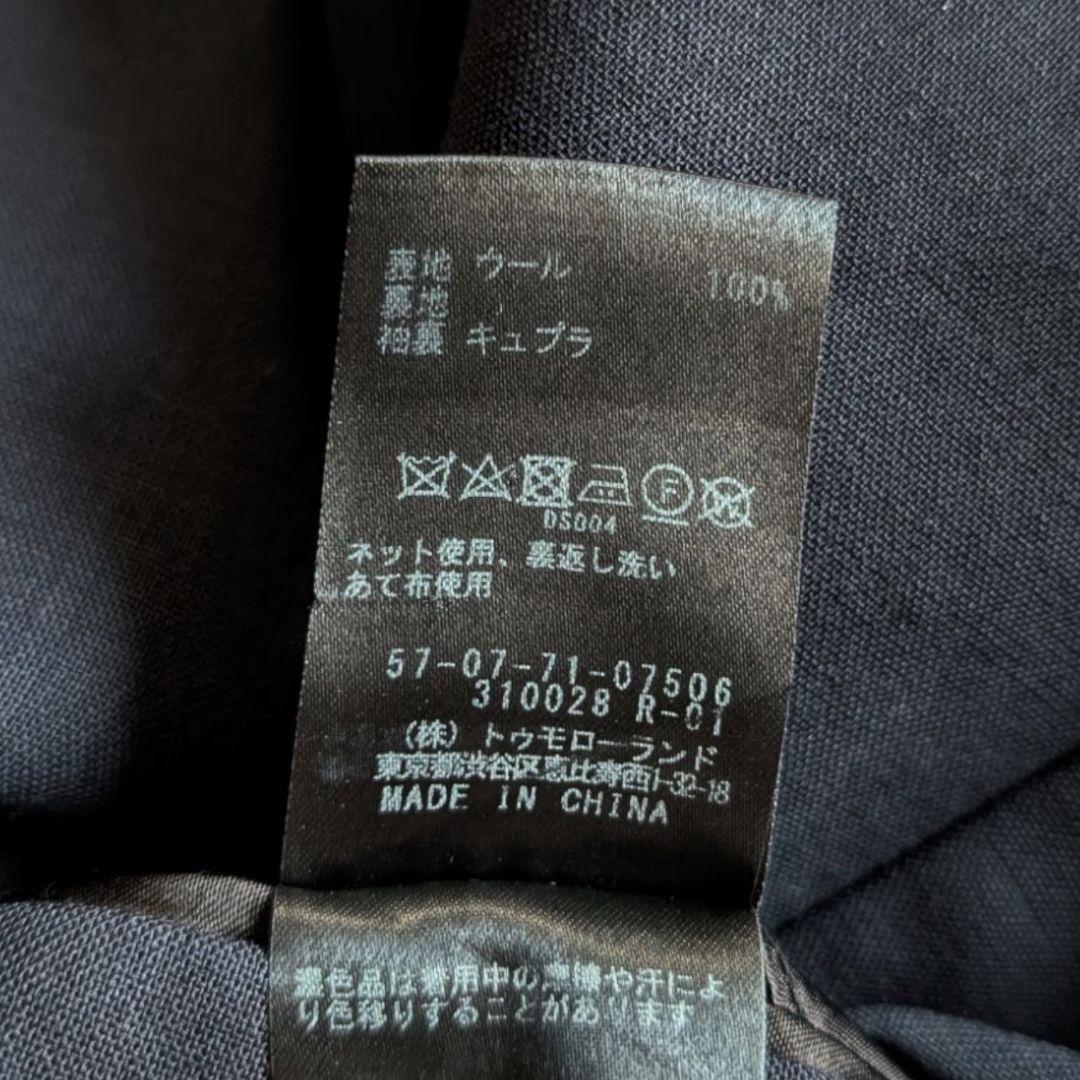 表地 ウール 100%
裏地
袖裏 キュプラ
F W
DS004
ネット使用、裏返し洗い
あて布使用
57-07-71-07506
310028 R-01
(株) トゥモローランド
東京都渋谷区恵比寿西1-32-18
MADE IN CHINA
濃色品は着用中の摩擦や汗によ
り色移りすることがあります